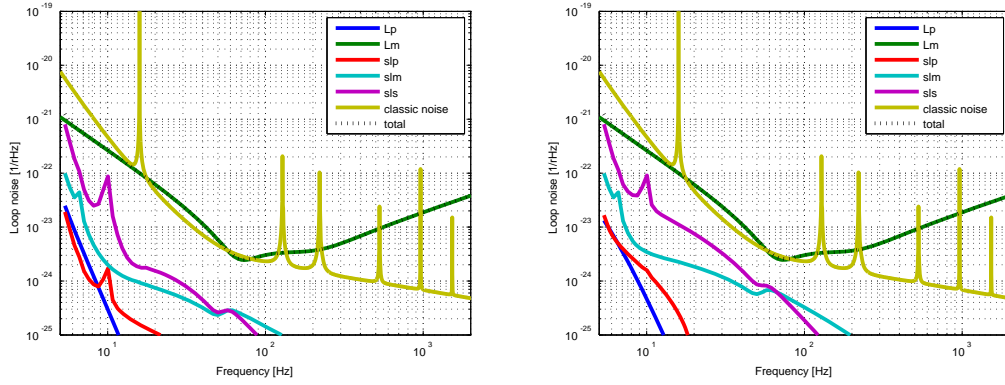 10^-19
10^-20
10^-21
10^-22
10^-23
10^-24
10^-25
Loop noise [1/rHz]
Lp
Lm
slp
slm
sls
classic noise
total
10^1
10^2
10^3
Frequency [Hz]
10^-19
10^-20
10^-21
10^-22
10^-23
10^-24
10^-25
Loop noise [1/rHz]
Lp
Lm
slp
slm
sls
classic noise
total
10^1
10^2
10^3
Frequency [Hz]